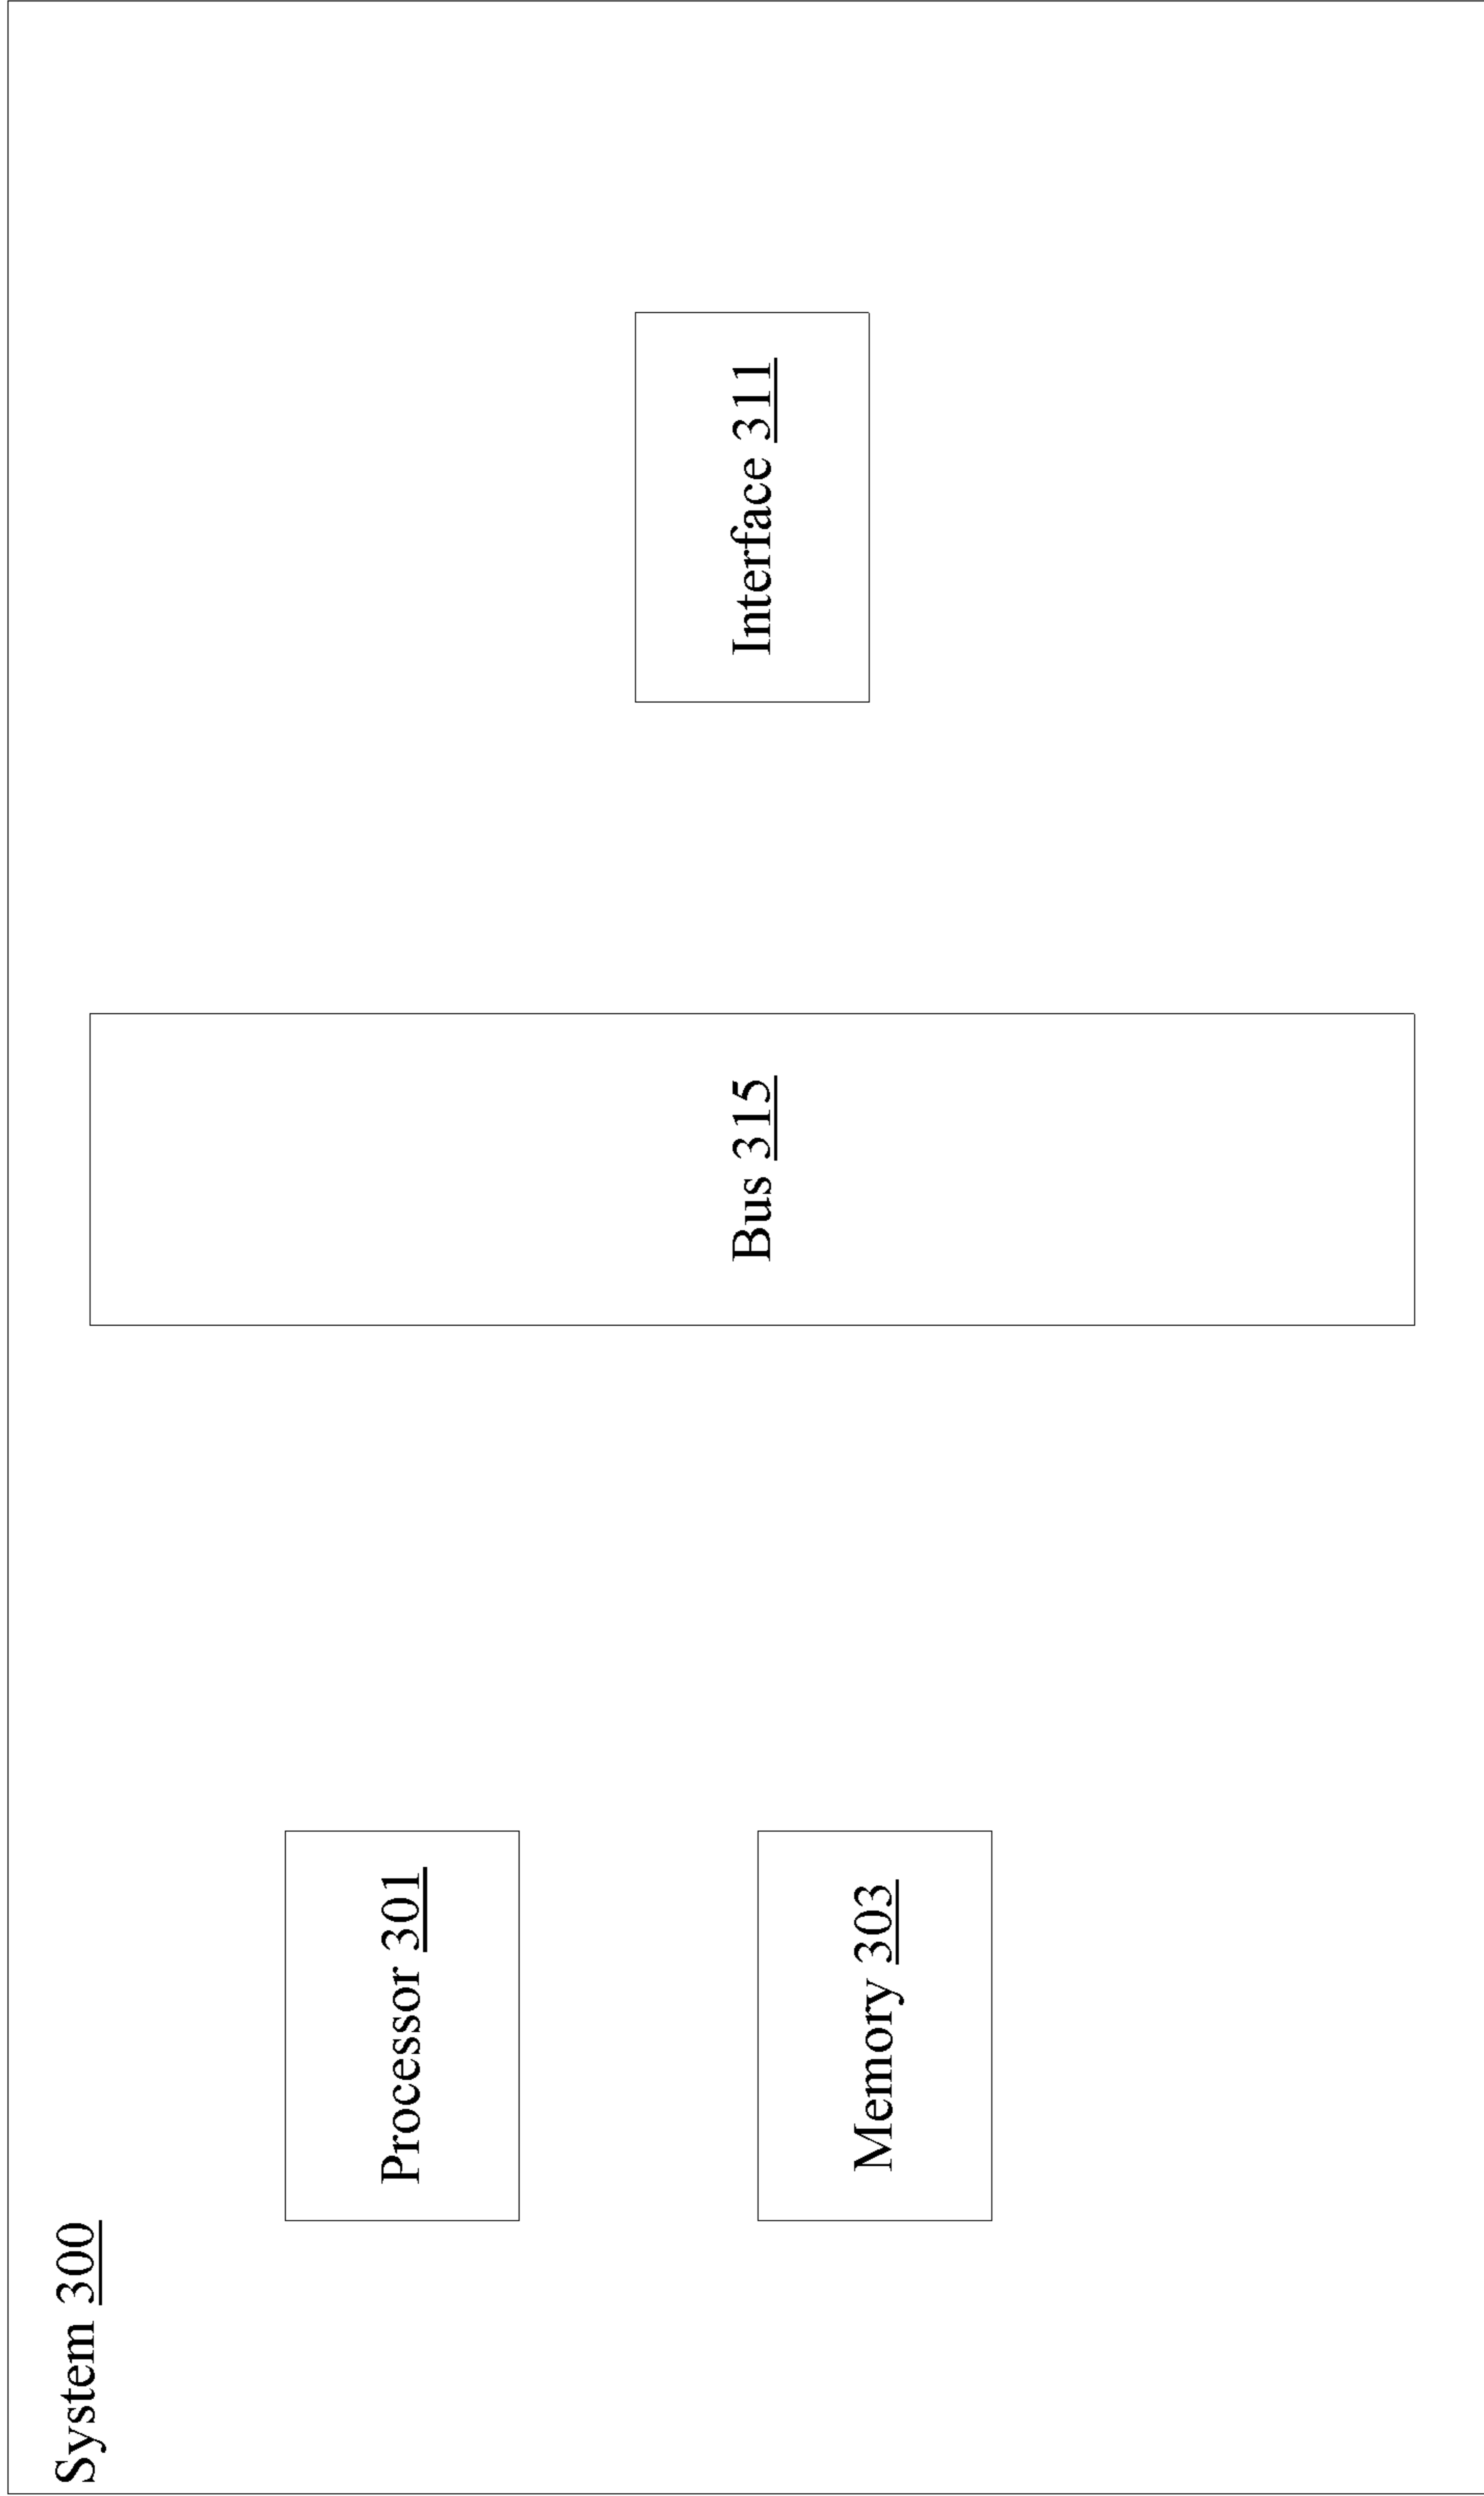 System 300
Processor 301
Memory 303
Bus 315
Interface 311